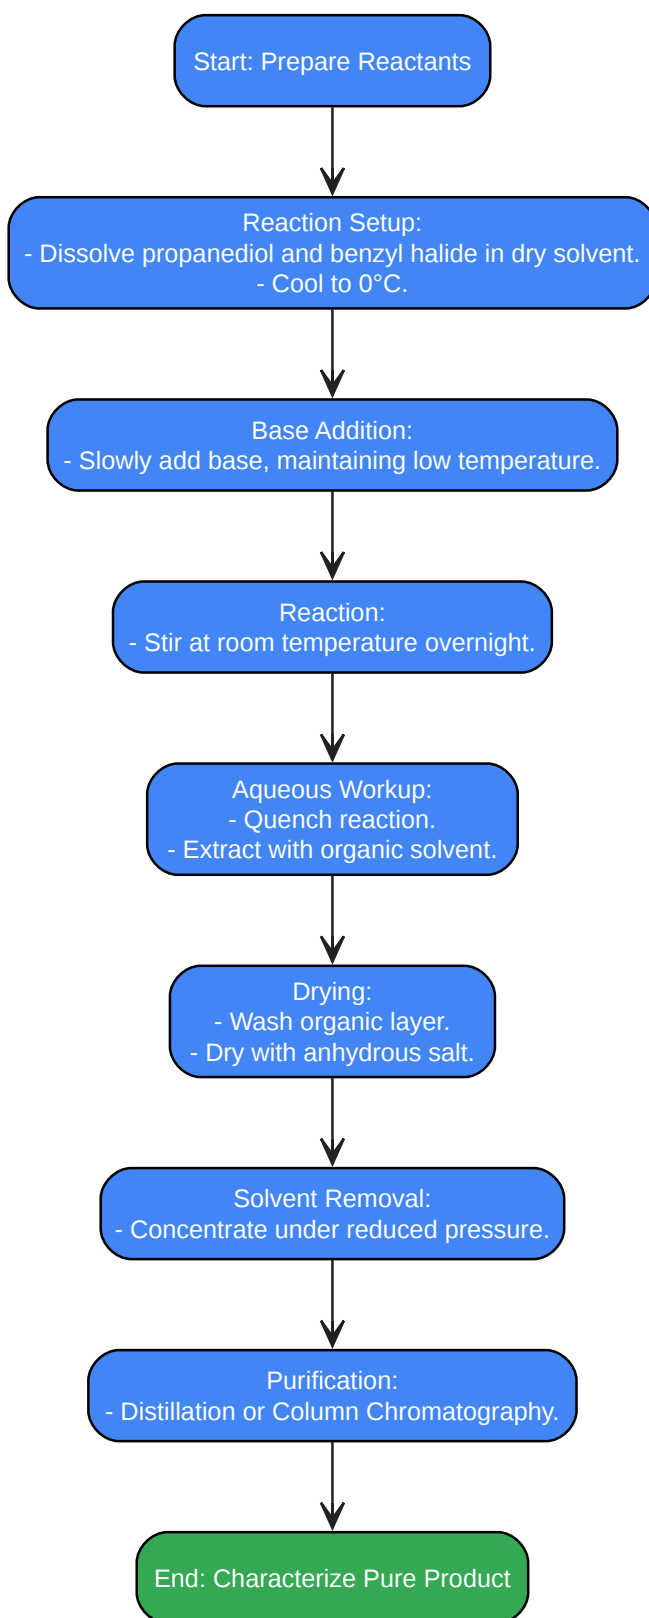 Start: Prepare Reactants
Reaction Setup:
- Dissolve propanediol and benzyl halide in dry solvent.
- Cool to 0°C.
Base Addition:
- Slowly add base, maintaining low temperature.
Reaction:
- Stir at room temperature overnight.
Aqueous Workup:
- Quench reaction.
- Extract with organic solvent.
Drying:
- Wash organic layer.
- Dry with anhydrous salt.
Solvent Removal:
- Concentrate under reduced pressure.
Purification:
- Distillation or Column Chromatography.
End: Characterize Pure Product